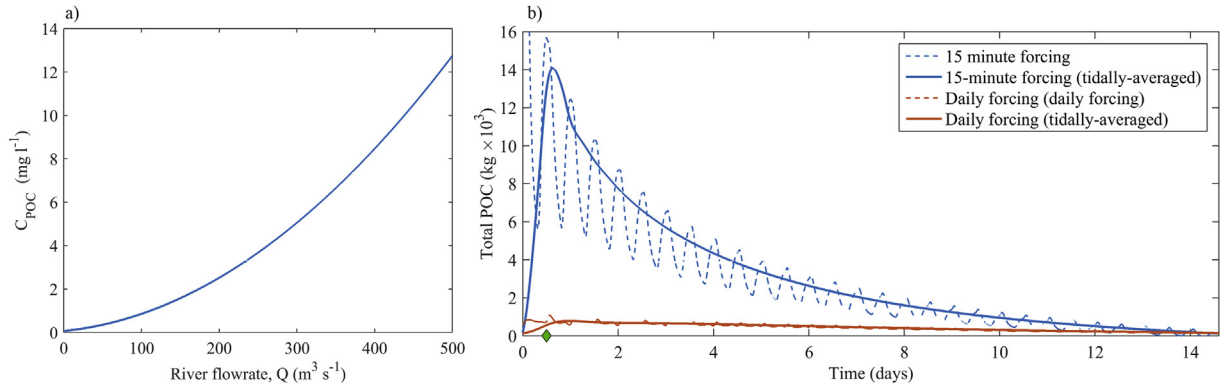 a)
14
12
10
8
6
4
2
0
C_POC (mg l⁻¹)
0 100 200 300 400 500
River flowrate, Q (m³ s⁻¹)
b)
16
14
12
10
8
6
4
2
0
Total POC (kg ×10³)
15 minute forcing
15-minute forcing (tidally-averaged)
Daily forcing (daily forcing)
Daily forcing (tidally-averaged)
0 2 4 6 8 10 12 14
Time (days)